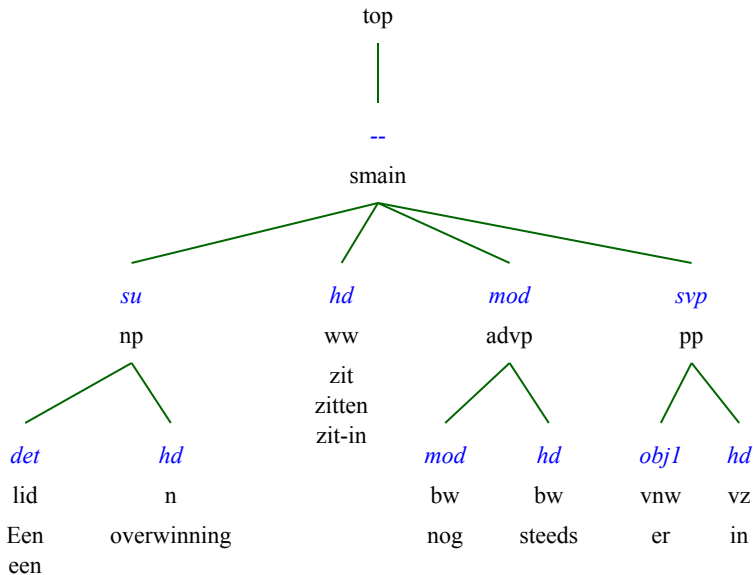 top
--
smain
su hd mod svp
np ww advp pp
zit
zitten
zit-in
det hd mod hd obj1 hd
lid n bw bw vnw vz
Een overwinning nog steeds er in
een